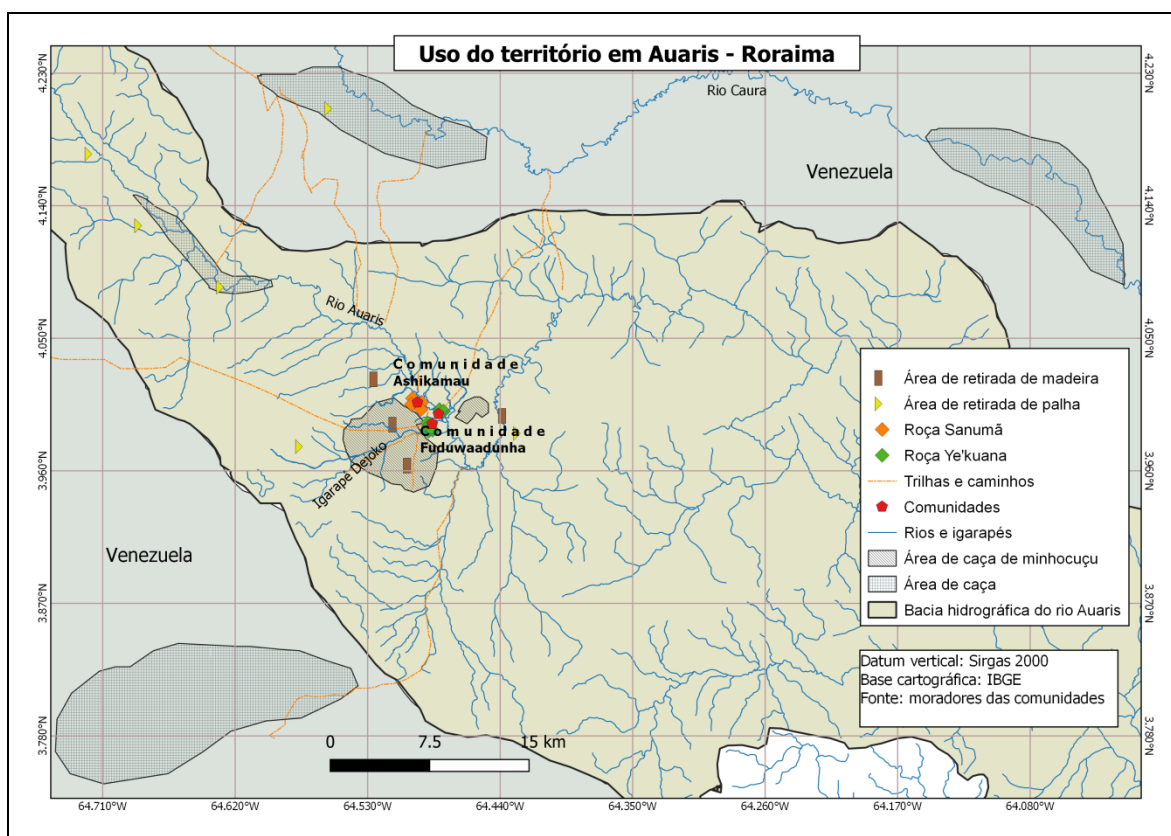 Uso do território em Auaris - Roraima
4.230°N
4.230°N
Rio Caura
Venezuela
4.140°N
4.140°N
Rio Auaris
4.050°N
4.050°N
Comunidade
Ashikamau
Comunidade
Fuduwaadunha
Igarapé Dejoko
3.960°N
3.960°N
Área de retirada de madeira
Área de retirada de palha
Roça Sanumã
Roça Ye'kuana
Trilhas e caminhos
Comunidades
Rios e igarapés
Área de caça de minhocuçu
Área de caça
Bacia hidrográfica do rio Auaris
Venezuela
3.870°N
3.870°N
Datum vertical: Sirgas 2000
Base cartográfica: IBGE
Fonte: moradores das comunidades
3.780°N
3.780°N
0 7.5 15 km
64.710°W 64.620°W 64.530°W 64.440°W 64.350°W 64.260°W 64.170°W 64.080°W